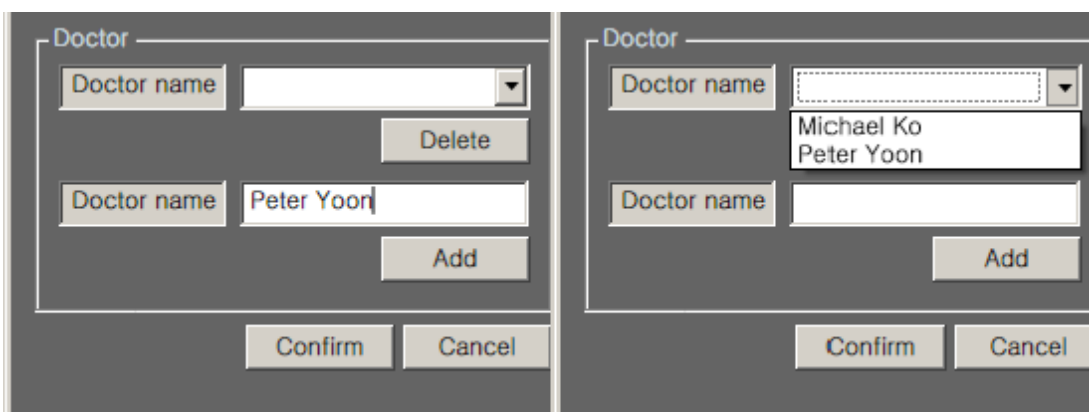 Doctor
Doctor name
Delete
Doctor name Peter Yoon
Add
Confirm Cancel
Doctor
Doctor name
Michael Ko
Peter Yoon
Doctor name
Add
Confirm Cancel